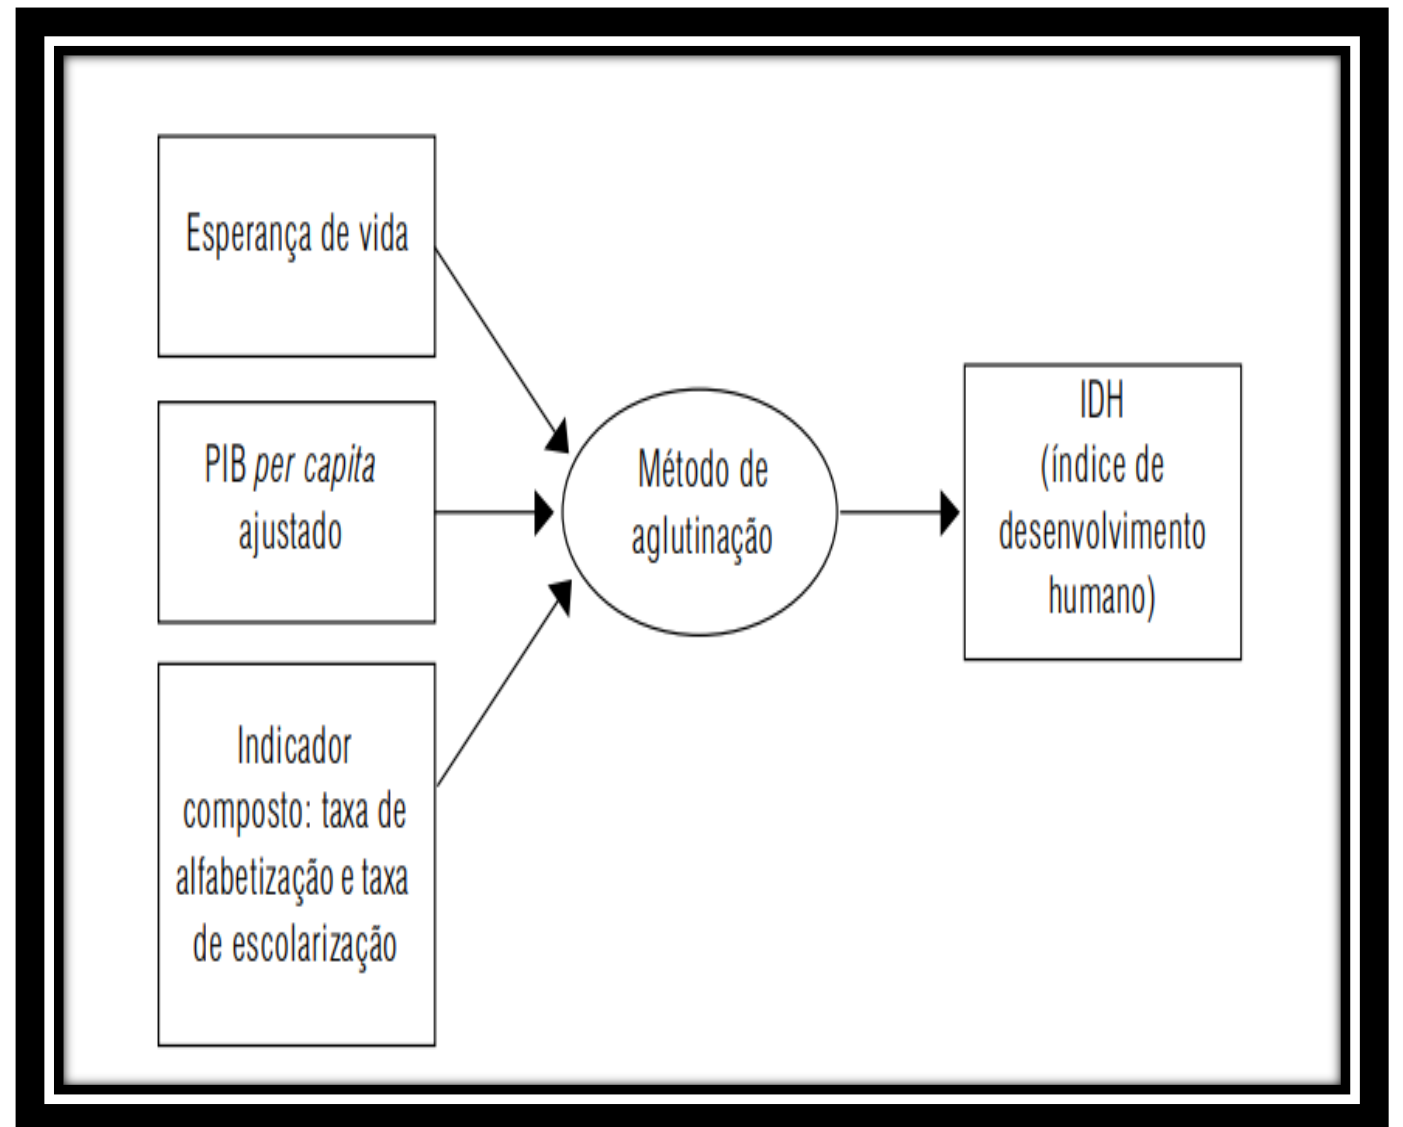 Esperança de vida
PIB per capita
ajustado
Indicador
composto: taxa de
alfabetização e taxa
de escolarização
Método de
aglutinação
IDH
(índice de
desenvolvimento
humano)